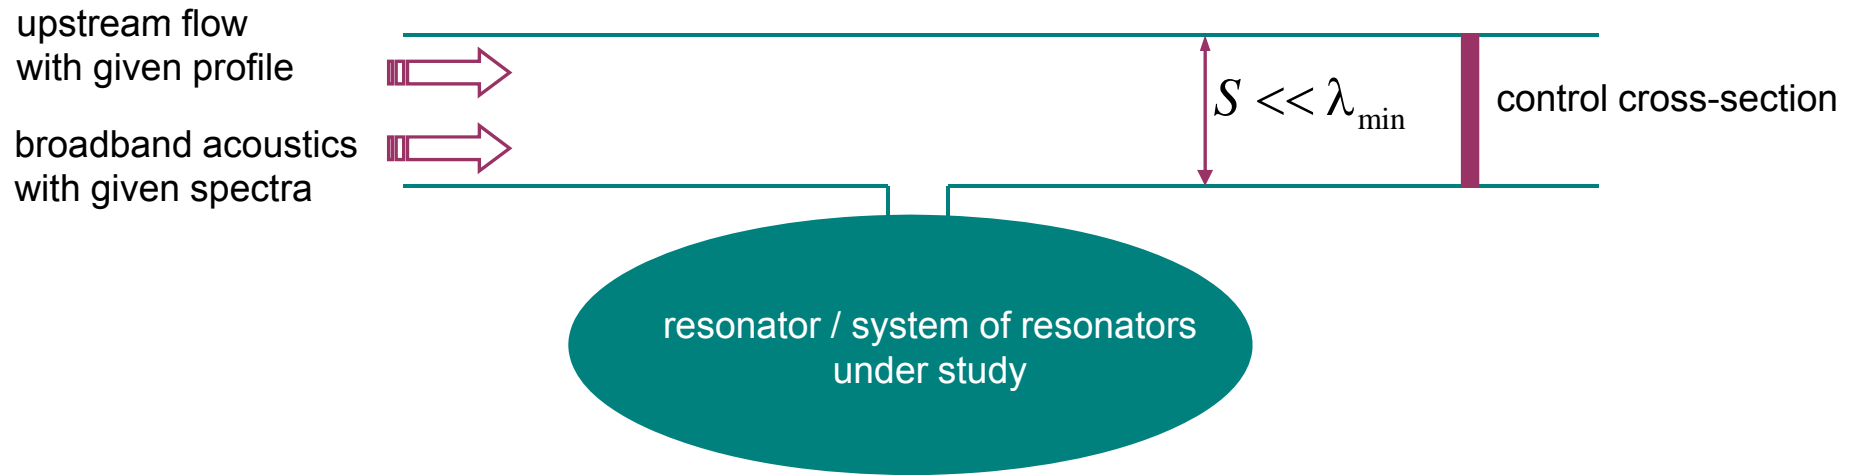 upstream flow
with given profile
broadband acoustics
with given spectra
S << λmin
control cross-section
resonator / system of resonators
under study